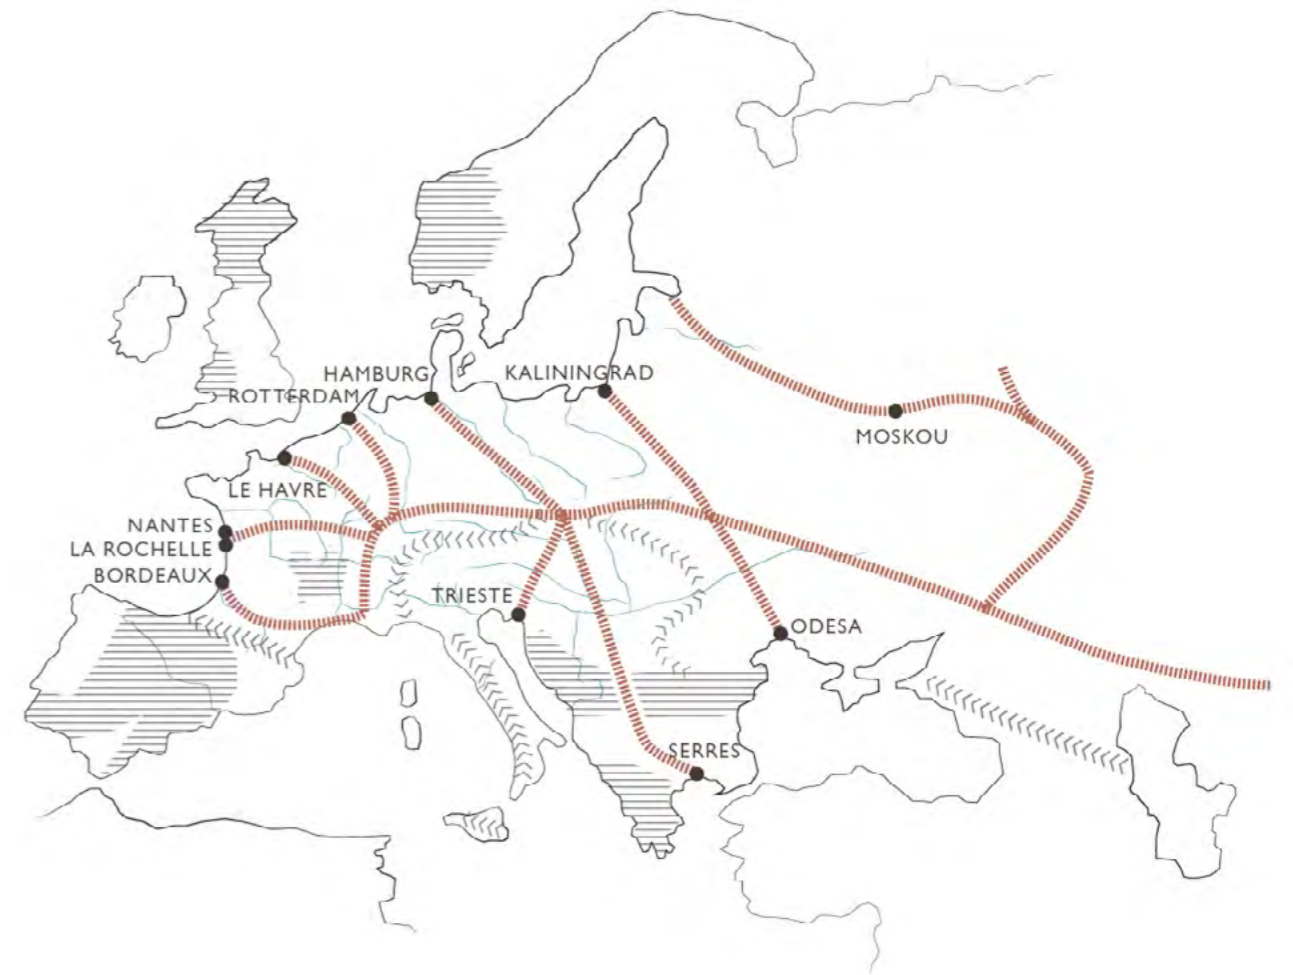 HAMBURG
KALININGRAD
ROTTERDAM
MOSKOU
LE HAVRE
NANTES
LA ROCHELLE
BORDEAUX
TRIESTE
ODESA
SERRES